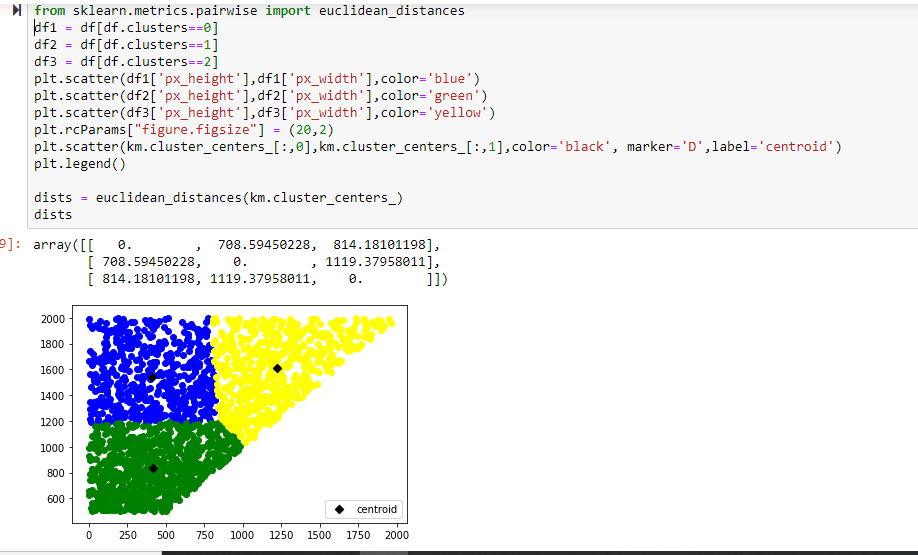 from sklearn.metrics.pairwise import euclidean_distances
df1 = df[df.clusters==0]
df2 = df[df.clusters==1]
df3 = df[df.clusters==2]
plt.scatter(df1['px_height'],df1['px_width'],color='blue')
plt.scatter(df2['px_height'],df2['px_width'],color='green')
plt.scatter(df3['px_height'],df3['px_width'],color='yellow')
plt.rcParams["figure.figsize"] = (20,2)
plt.scatter(km.cluster_centers_[:,0],km.cluster_centers_[:,1],color='black', marker='D',label='centroid')
plt.legend()
dists = euclidean_distances(km.cluster_centers_)
dists
9]: array([[   0.        ,  708.59450228,  814.18101198],
[ 708.59450228,    0.        , 1119.37958011],
[ 814.18101198, 1119.37958011,    0.        ]])
2000
1800
1600
1400
1200
1000
800
600
centroid
0 250 500 750 1000 1250 1500 1750 2000